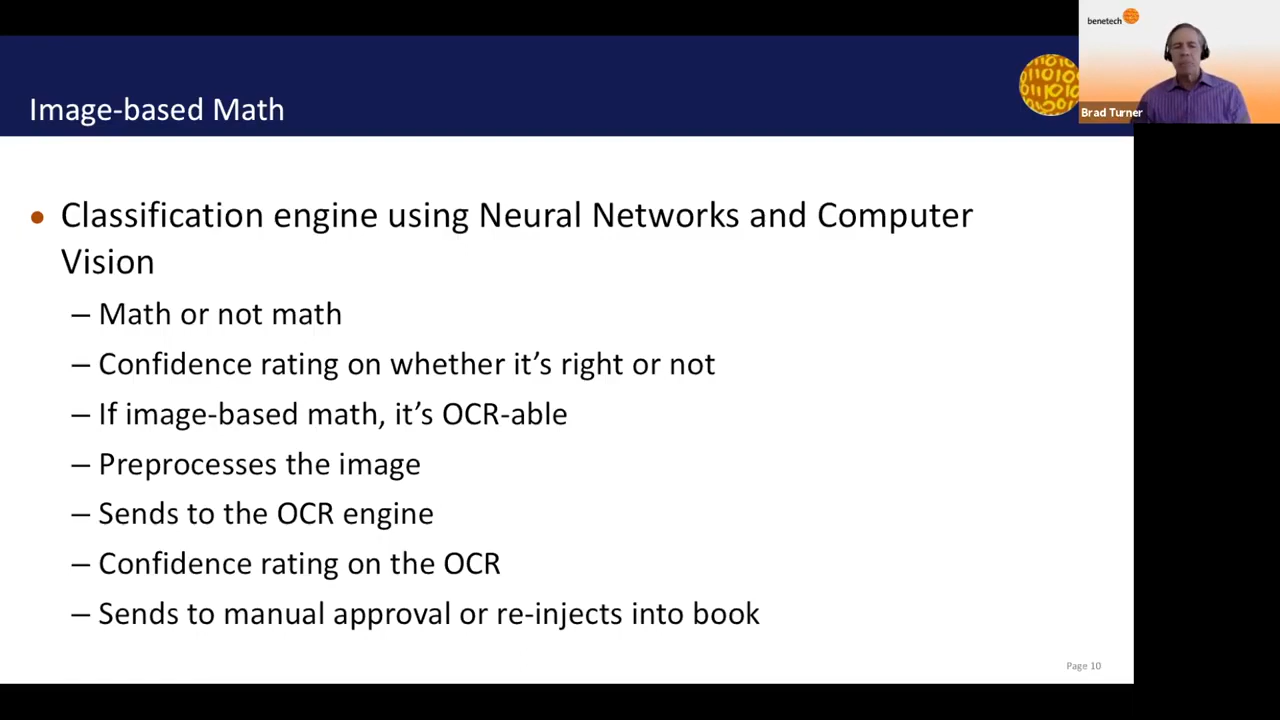 benetech
Brad Turner
Image-based Math
• Classification engine using Neural Networks and Computer
Vision
– Math or not math
– Confidence rating on whether it’s right or not
– If image-based math, it’s OCR-able
– Preprocesses the image
– Sends to the OCR engine
– Confidence rating on the OCR
– Sends to manual approval or re-injects into book
Page 10